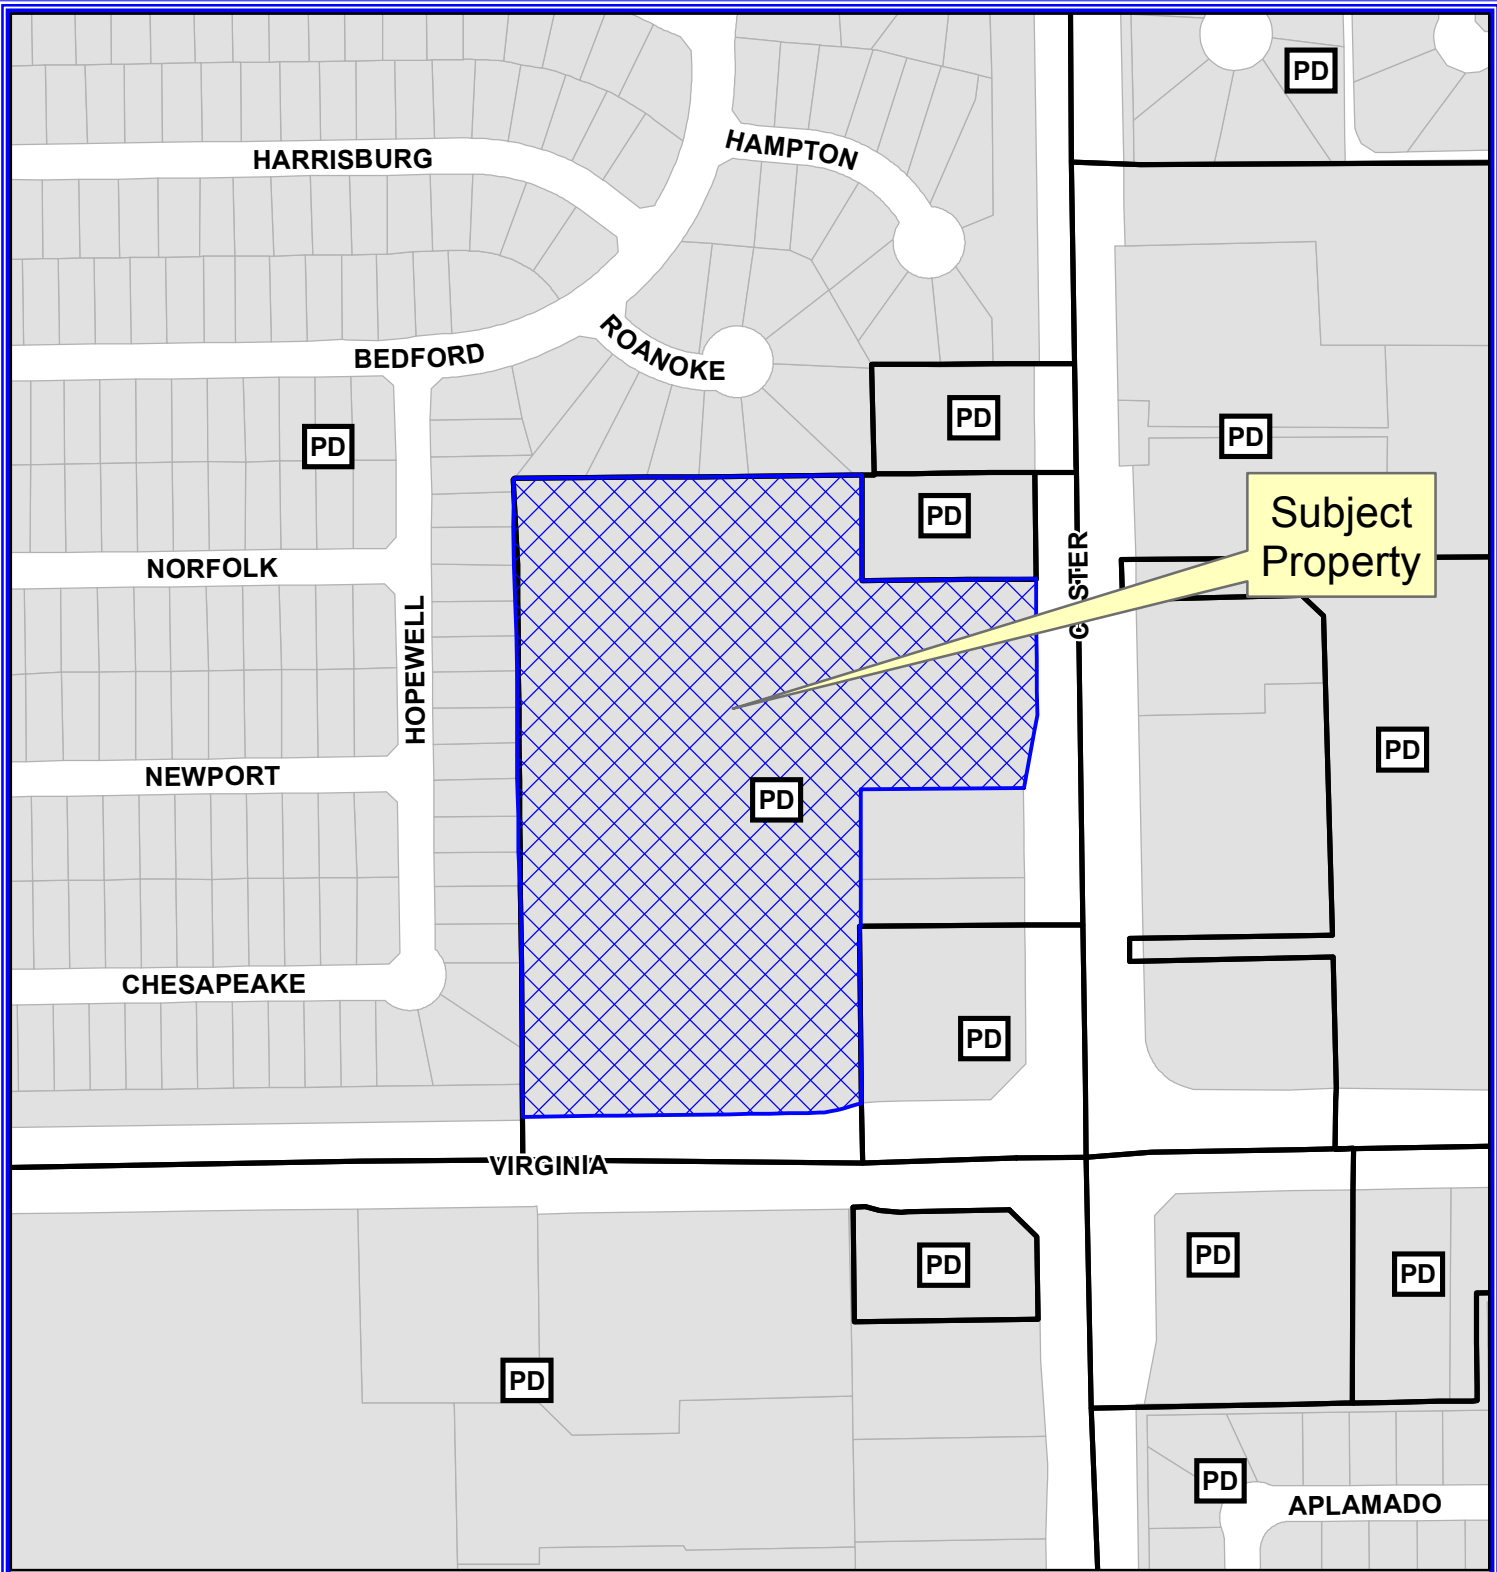 PD
HAMPTON
HARRISBURG
ROANOKE
BEDFORD
PD
PD
PD
PD
Subject
Property
CUSTER
NORFOLK
HOPEWELL
PD
NEWPORT
PD
CHESAPEAKE
PD
VIRGINIA
PD
PD
PD
PD
PD
APLAMADO